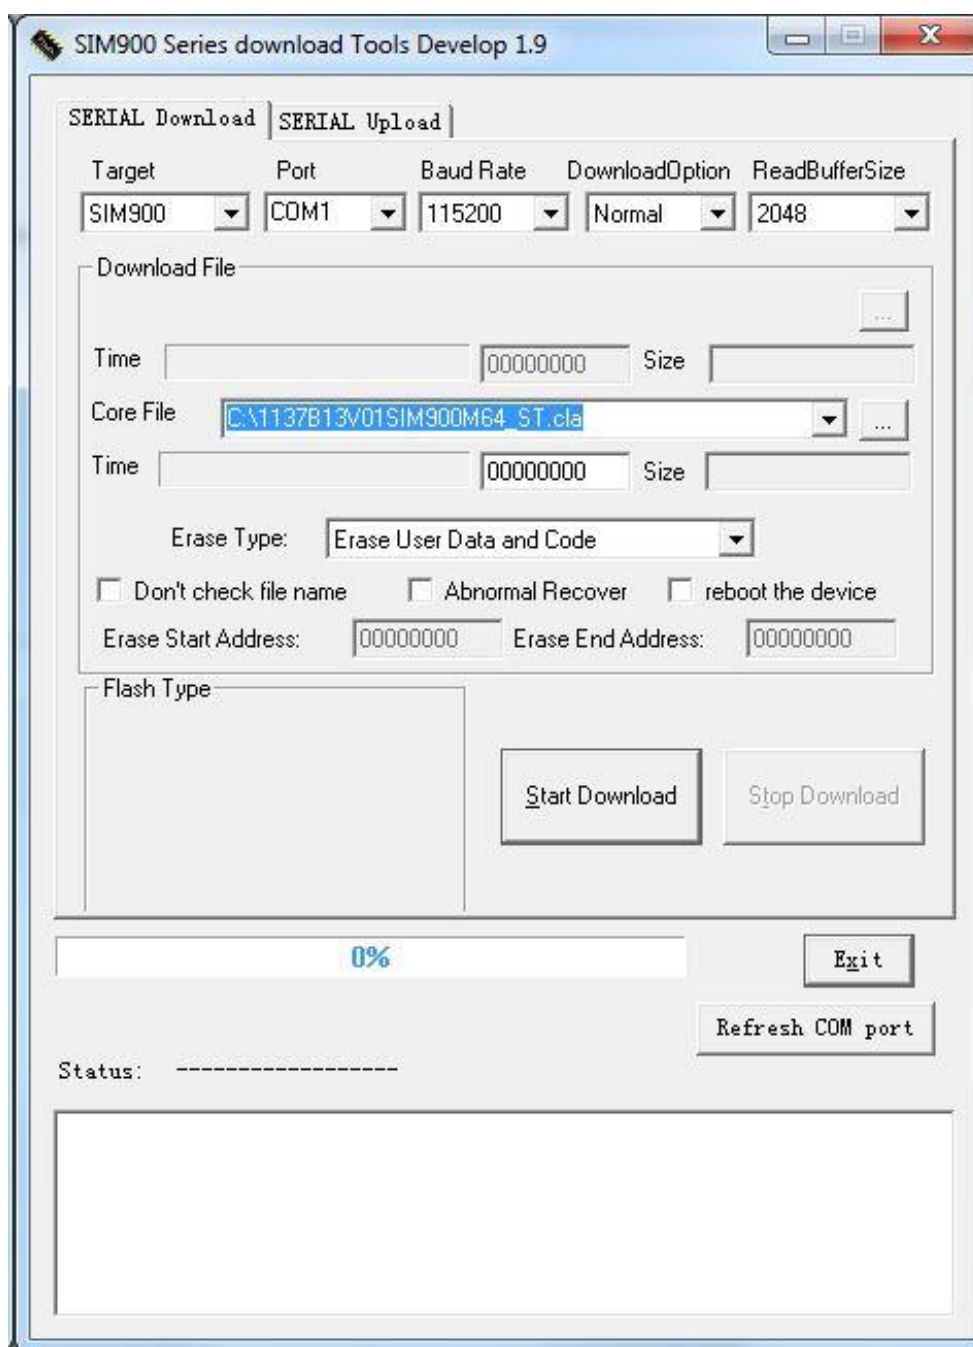 SIM900 Series download Tools Develop 1.9
SERIAL Download SERIAL Upload
Target Port Baud Rate DownloadOption ReadBufferSize
SIM900 COM1 115200 Normal 2048
Download File
...
Time 00000000 Size
Core File C:\1137B13V01SIM900M64_ST.cla ...
Time 00000000 Size
Erase Type: Erase User Data and Code
Don't check file name Abnormal Recover reboot the device
Erase Start Address: 00000000 Erase End Address: 00000000
Flash Type
Start Download Stop Download
0% Exit
Refresh COM port
Status: ------------------